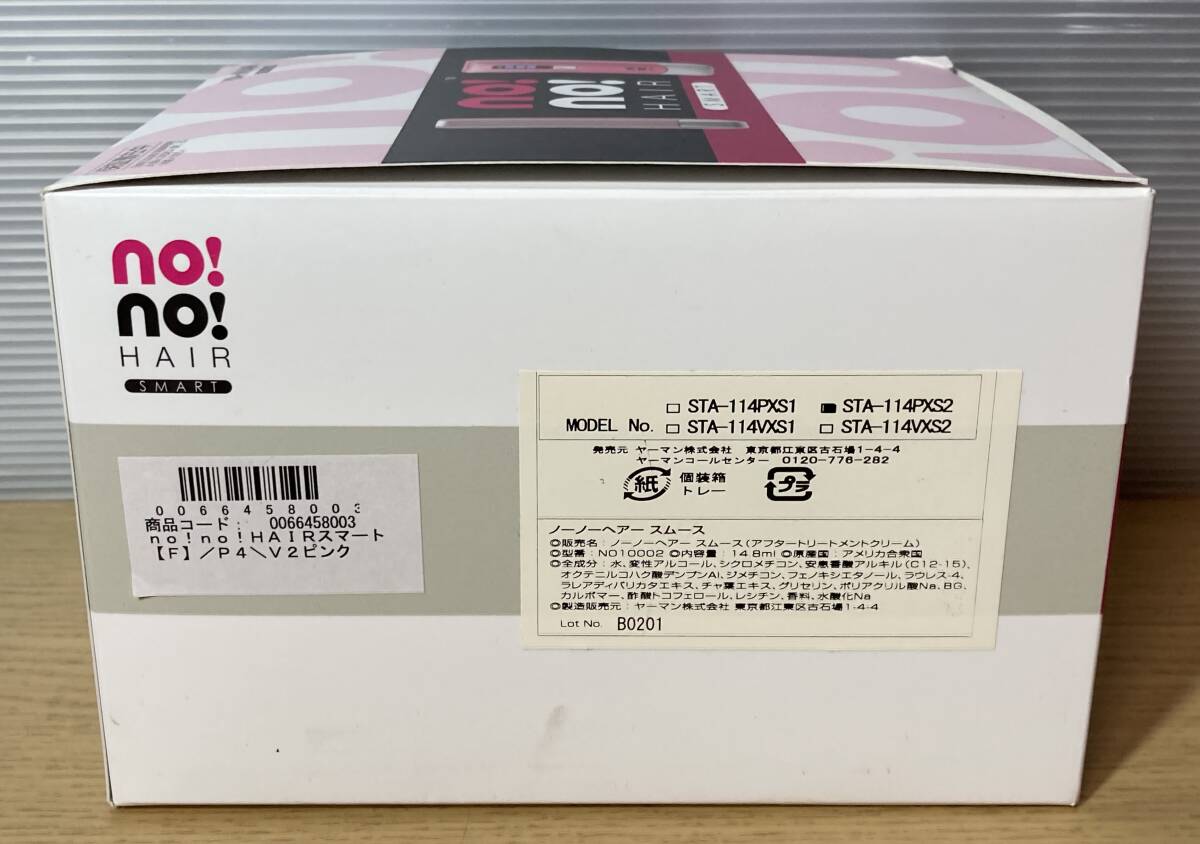 no!
no!
HAIR
SMART
no!
no!
HAIR
SMART
0066458003
商品コード: 0066458003
no!no!HAIRスマート
【F】/P4\V2ピンク
□ STA-114PXS1 ■ STA-114PXS2
MODEL No. □ STA-114VXS1 □ STA-114VXS2
発売元 ヤーマン株式会社 東京都江東区古石場1-4-4
ヤーマンコールセンター 0120-776-282
紙 個装箱
トレー プラ
ノーノーヘアー スムース
◎販売名:ノーノーヘアー スムース(アフタートリートメントクリーム)
◎型番:NO10002 ◎内容量:14.8ml ◎原産国:アメリカ合衆国
◎全成分:水、変性アルコール、シクロメチコン、安息香酸アルキル(C12-15)、
オクテニルコハク酸デンプンAl、ジメチコン、フェノキシエタノール、ラウレス-4、
ラレアディバリカタエキス、チャ葉エキス、グリセリン、ポリアクリル酸Na、BG、
カルボマー、酢酸トコフェロール、レシチン、香料、水酸化Na
◎製造販売元:ヤーマン株式会社 東京都江東区古石場1-4-4
Lot No. B0201